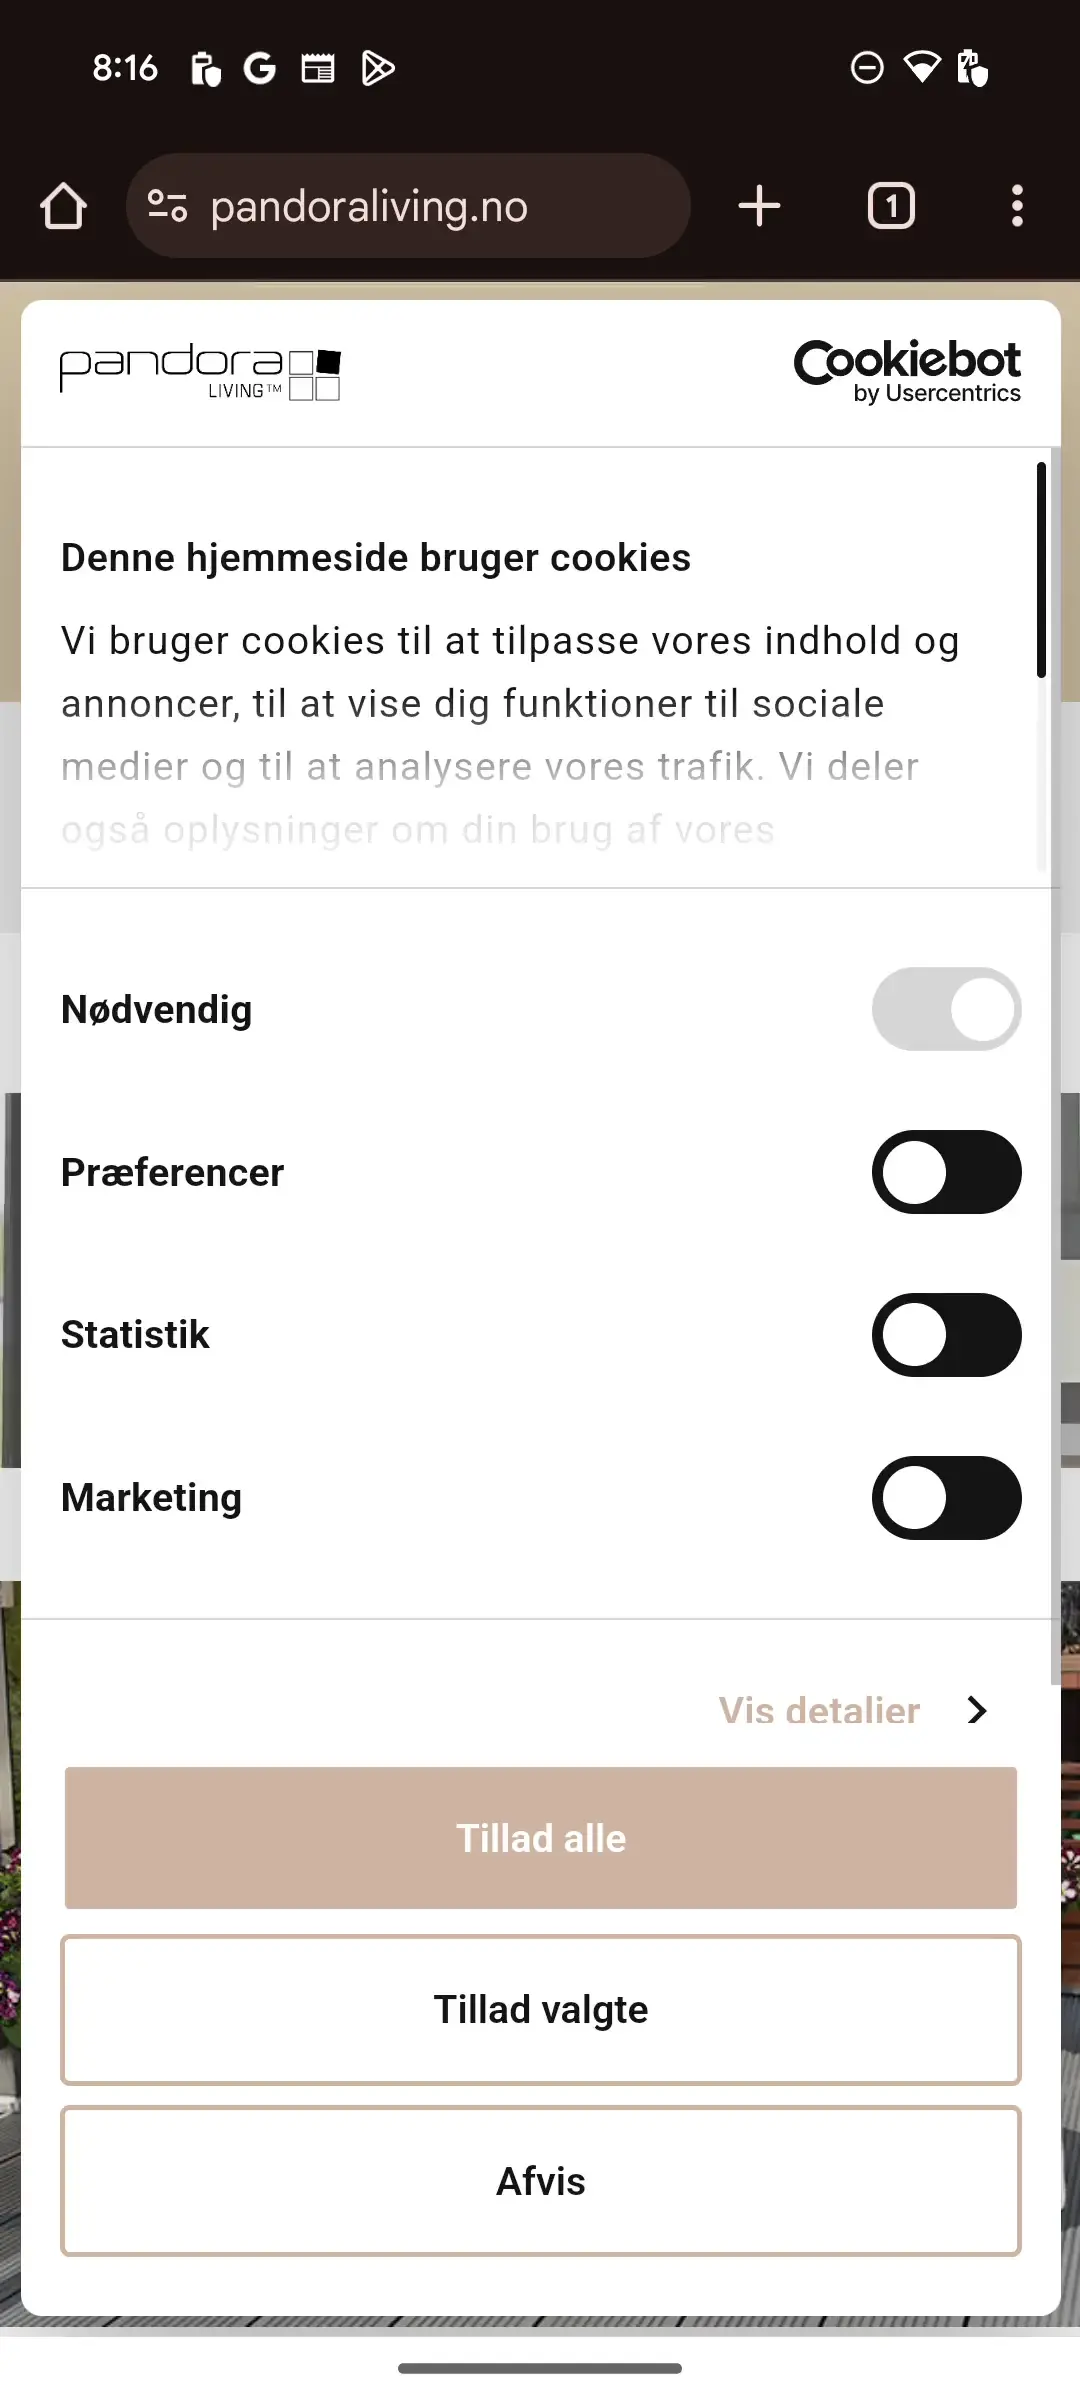 8:16
pandoraliving.no
1
pandora
LIVING™
Cookiebot
by Usercentrics
Denne hjemmeside bruger cookies
Vi bruger cookies til at tilpasse vores indhold og
annoncer, til at vise dig funktioner til sociale
medier og til at analysere vores trafik. Vi deler
også oplysninger om din brug af vores
Nødvendig
Præferencer
Statistik
Marketing
Vis detaljer
Tillad alle
Tillad valgte
Afvis